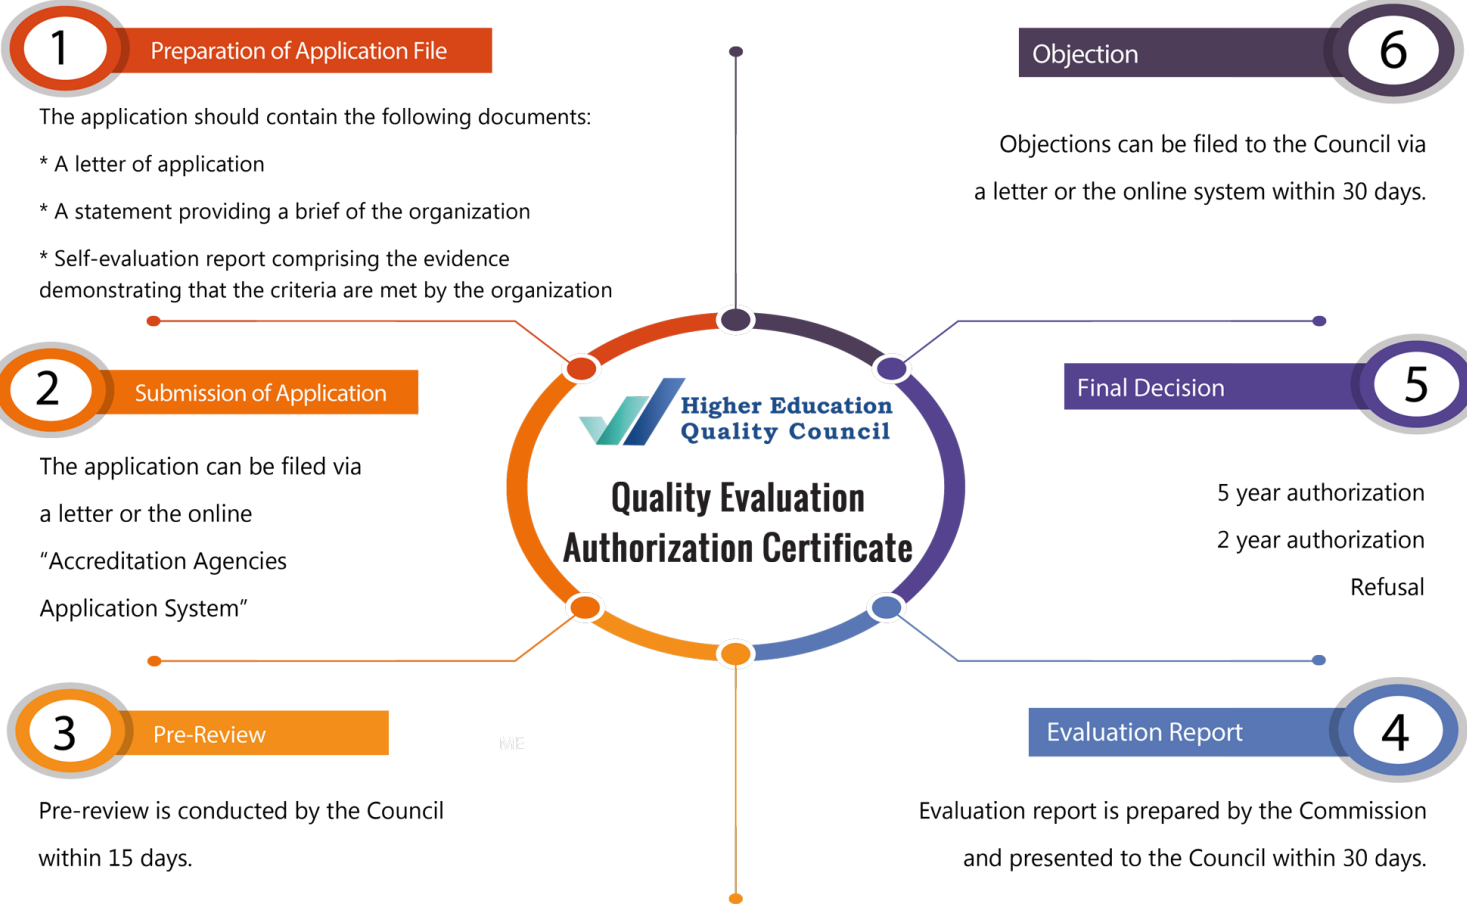 1
Preparation of Application File
The application should contain the following documents:
* A letter of application
* A statement providing a brief of the organization
* Self-evaluation report comprising the evidence
demonstrating that the criteria are met by the organization
2
Submission of Application
The application can be filed via
a letter or the online
“Accreditation Agencies
Application System”
3
Pre-Review
Pre-review is conducted by the Council
within 15 days.
ME
Higher Education
Quality Council
Quality Evaluation
Authorization Certificate
4
Evaluation Report
Evaluation report is prepared by the Commission
and presented to the Council within 30 days.
5
Final Decision
5 year authorization
2 year authorization
Refusal
6
Objection
Objections can be filed to the Council via
a letter or the online system within 30 days.